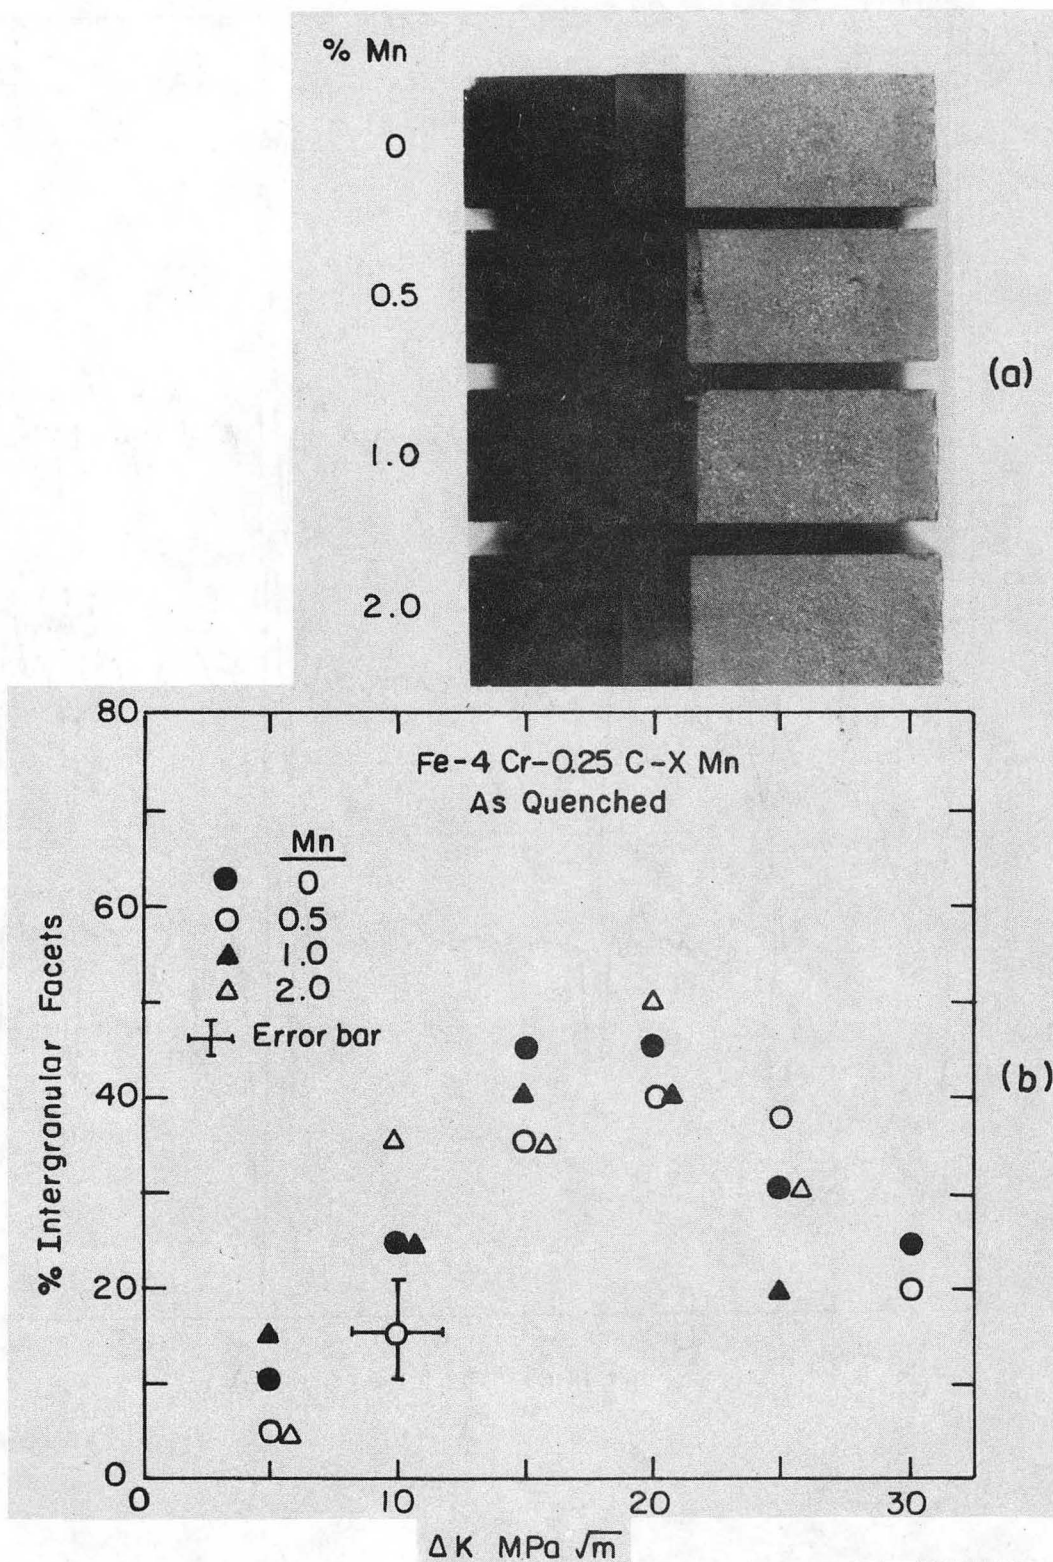 % Mn
0
0.5
(a)
1.0
2.0
80
Fe-4 Cr-0.25 C-X Mn
As Quenched
Mn
0
60
0.5
1.0
2.0
Error bar
% Intergranular Facets
(b)
40
20
0
0 10 20 30
ΔK MPa √m